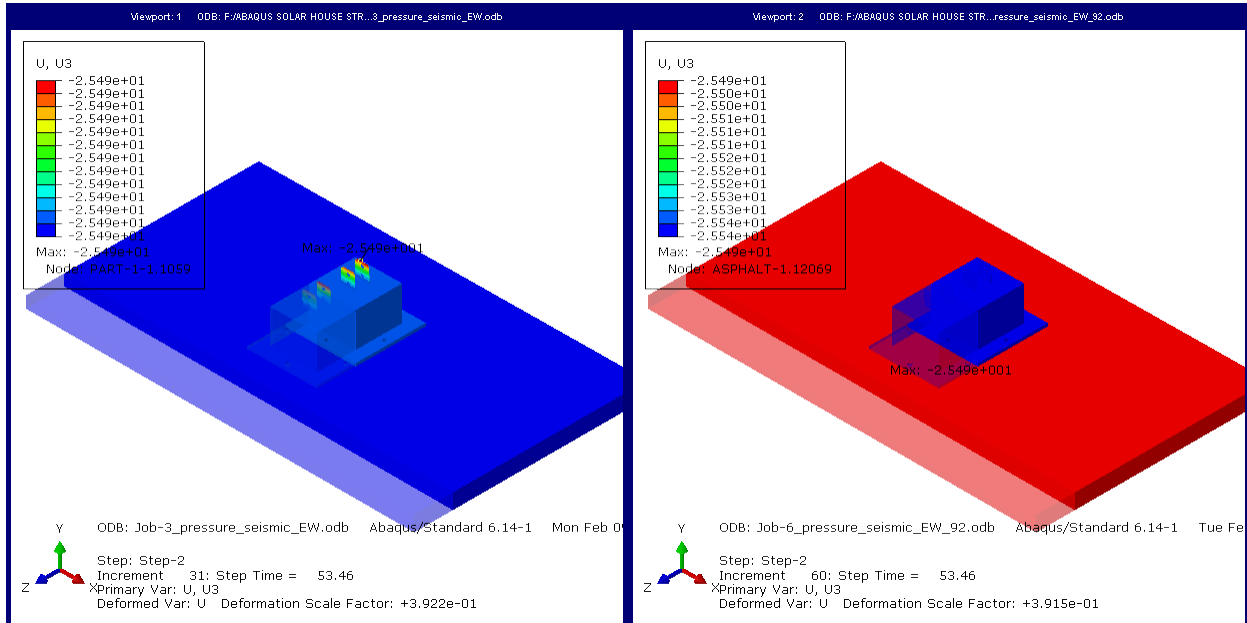 Viewport: 1 ODB: F:/ABAQUS SOLAR HOUSE STR...3_pressure_seismic_EW.odb
U, U3
-2.549e+01
-2.549e+01
-2.549e+01
-2.549e+01
-2.549e+01
-2.549e+01
-2.549e+01
-2.549e+01
-2.549e+01
-2.549e+01
-2.549e+01
-2.549e+01
-2.549e+01
Max: -2.549e+01
Node: PART-1-1.1089
Max: -2.549e+001
Y
Z
X
ODB: Job-3_pressure_seismic_EW.odb Abaqus/Standard 6.14-1 Mon Feb 0
Step: Step-2
Increment 31: Step Time = 53.46
Primary Var: U, U3
Deformed Var: U Deformation Scale Factor: +3.922e-01
Viewport: 2 ODB: F:/ABAQUS SOLAR HOUSE STR...ressure_seismic_EW_92.odb
U, U3
-2.549e+01
-2.550e+01
-2.551e+01
-2.551e+01
-2.551e+01
-2.552e+01
-2.552e+01
-2.552e+01
-2.553e+01
-2.553e+01
-2.554e+01
-2.554e+01
Max: -2.549e+01
Node: ASPHALT-1.12069
Max: -2.549e+001
Y
Z
X
ODB: Job-6_pressure_seismic_EW_92.odb Abaqus/Standard 6.14-1 Tue Fe
Step: Step-2
Increment 60: Step Time = 53.46
Primary Var: U, U3
Deformed Var: U Deformation Scale Factor: +3.915e-01